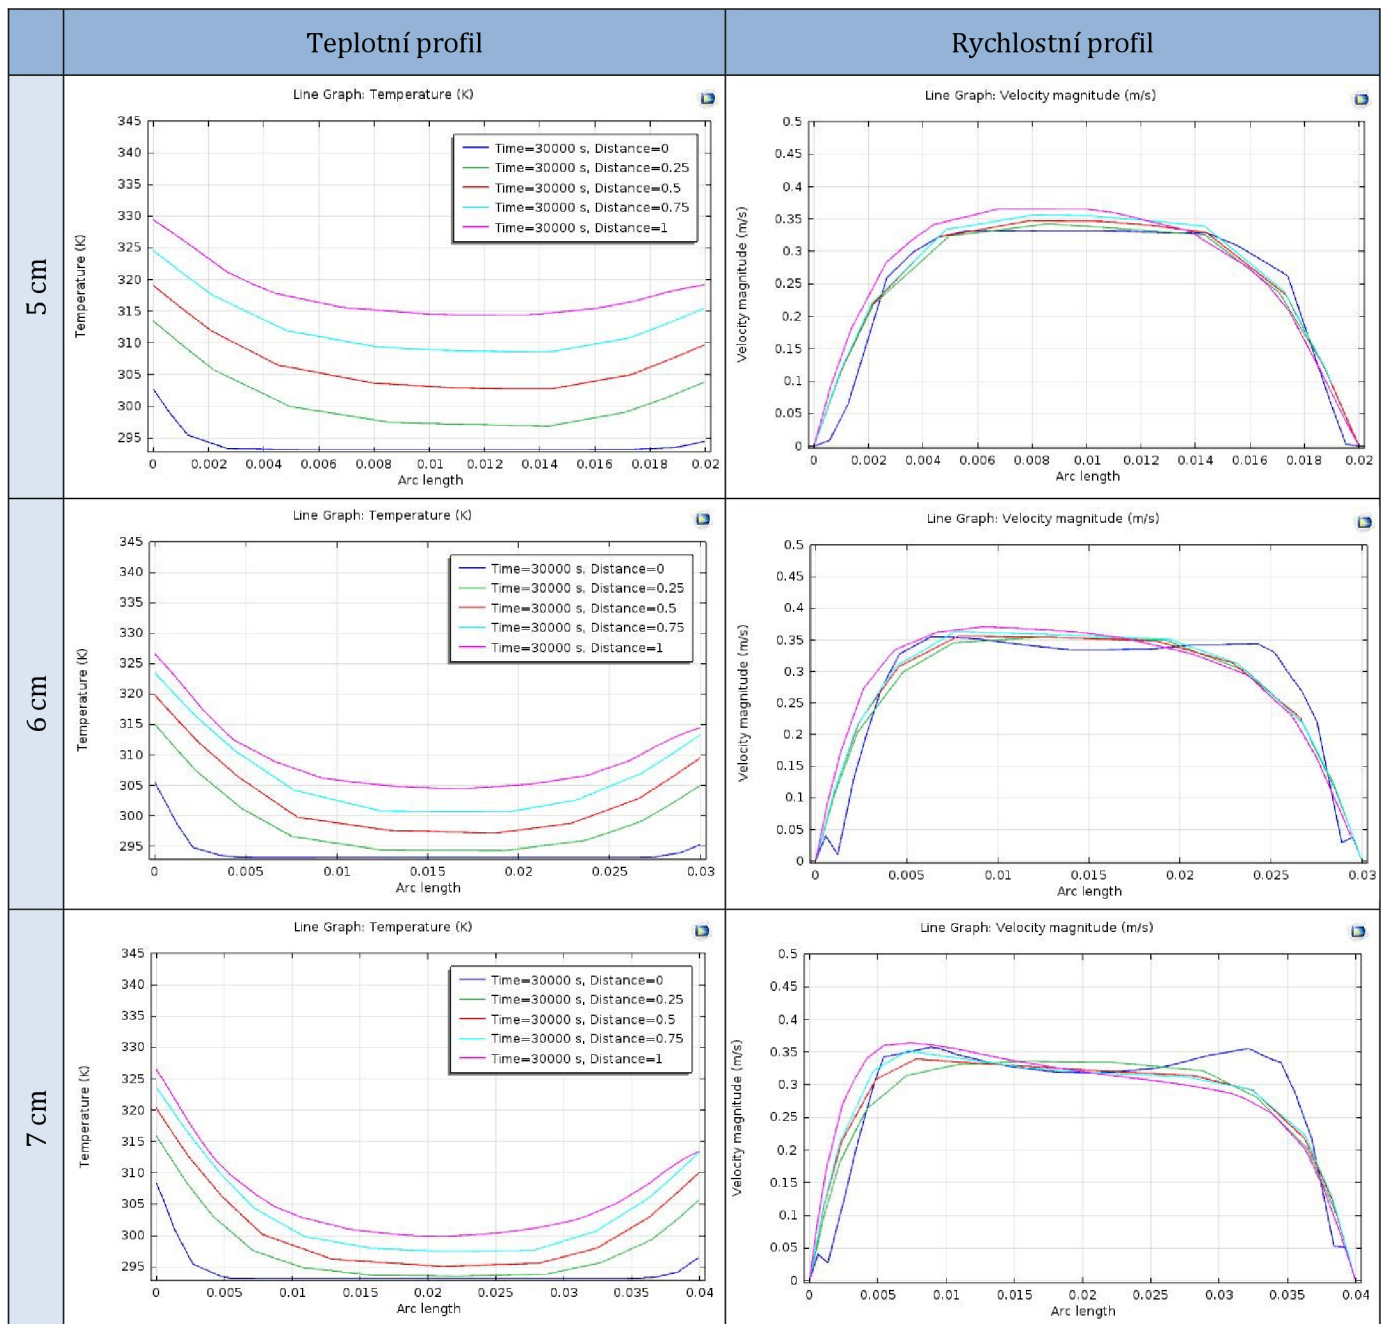 Teplotní profil
Rychlostní profil
5 cm
Line Graph: Temperature (K)
345
340
335
330
325
320
315
310
305
300
295
Temperature (K)
Time=30000 s, Distance=0
Time=30000 s, Distance=0.25
Time=30000 s, Distance=0.5
Time=30000 s, Distance=0.75
Time=30000 s, Distance=1
0 0.002 0.004 0.006 0.008 0.01 0.012 0.014 0.016 0.018 0.02
Arc length
Line Graph: Velocity magnitude (m/s)
0.5
0.45
0.4
0.35
0.3
0.25
0.2
0.15
0.1
0.05
0
Velocity magnitude (m/s)
0 0.002 0.004 0.006 0.008 0.01 0.012 0.014 0.016 0.018 0.02
Arc length
6 cm
Line Graph: Temperature (K)
345
340
335
330
325
320
315
310
305
300
295
Temperature (K)
Time=30000 s, Distance=0
Time=30000 s, Distance=0.25
Time=30000 s, Distance=0.5
Time=30000 s, Distance=0.75
Time=30000 s, Distance=1
0 0.005 0.01 0.015 0.02 0.025 0.03
Arc length
Line Graph: Velocity magnitude (m/s)
0.5
0.45
0.4
0.35
0.3
0.25
0.2
0.15
0.1
0.05
0
Velocity magnitude (m/s)
0 0.005 0.01 0.015 0.02 0.025 0.03
Arc length
7 cm
Line Graph: Temperature (K)
345
340
335
330
325
320
315
310
305
300
295
Temperature (K)
Time=30000 s, Distance=0
Time=30000 s, Distance=0.25
Time=30000 s, Distance=0.5
Time=30000 s, Distance=0.75
Time=30000 s, Distance=1
0 0.005 0.01 0.015 0.02 0.025 0.03 0.035 0.04
Arc length
Line Graph: Velocity magnitude (m/s)
0.5
0.45
0.4
0.35
0.3
0.25
0.2
0.15
0.1
0.05
0
Velocity magnitude (m/s)
0 0.005 0.01 0.015 0.02 0.025 0.03 0.035 0.04
Arc length